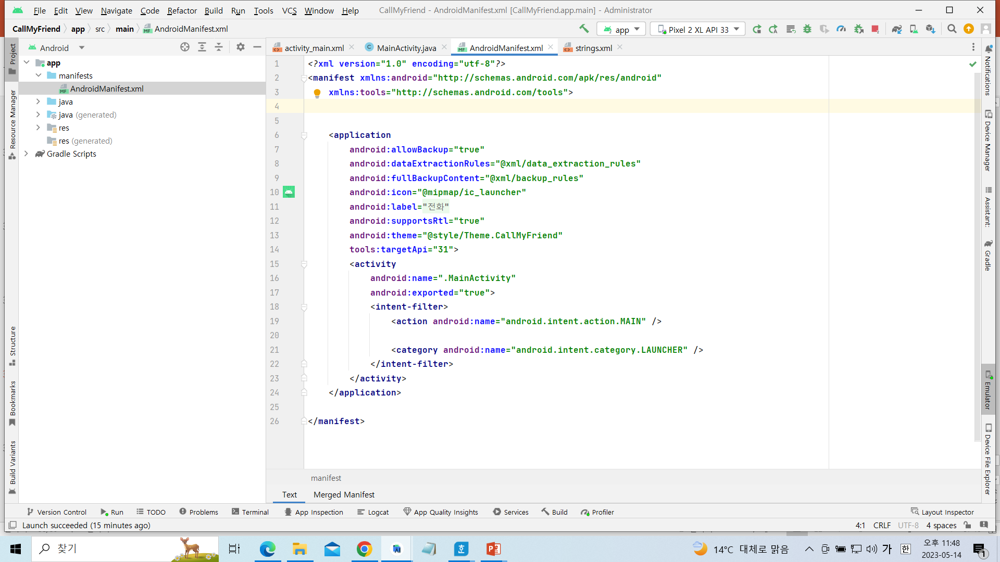 File Edit View Navigate Code Refactor Build Run Tools VCS Window Help CallMyFriend - AndroidManifest.xml [CallMyFriend.app.main] - Administrator
CallMyFriend app src main AndroidManifest.xml app Pixel 2 XL API 33
Android
activity_main.xml MainActivity.java AndroidManifest.xml strings.xml
Project
Resource Manager
Structure
Bookmarks
Build Variants
app
manifests
AndroidManifest.xml
java
java (generated)
res
res (generated)
Gradle Scripts
1 <?xml version="1.0" encoding="utf-8"?>
2 <manifest xmlns:android="http://schemas.android.com/apk/res/android"
3 xmlns:tools="http://schemas.android.com/tools">
4
5
6 <application
7 android:allowBackup="true"
8 android:dataExtractionRules="@xml/data_extraction_rules"
9 android:fullBackupContent="@xml/backup_rules"
10 android:icon="@mipmap/ic_launcher"
11 android:label="전화"
12 android:supportsRtl="true"
13 android:theme="@style/Theme.CallMyFriend"
14 tools:targetApi="31">
15 <activity
16 android:name=".MainActivity"
17 android:exported="true">
18 <intent-filter>
19 <action android:name="android.intent.action.MAIN" />
20
21 <category android:name="android.intent.category.LAUNCHER" />
22 </intent-filter>
23 </activity>
24 </application>
25
26 </manifest>
manifest
Text Merged Manifest
Notifications
Device Manager
Assistant:
Gradle
Emulator
Device File Explorer
Version Control Run TODO Problems Terminal App Inspection Logcat App Quality Insights Services Build Profiler Layout Inspector
Launch succeeded (15 minutes ago) 4:1 CRLF UTF-8 4 spaces
찾기 14°C 대체로 맑음 가 한 오후 11:48
2023-05-14 1